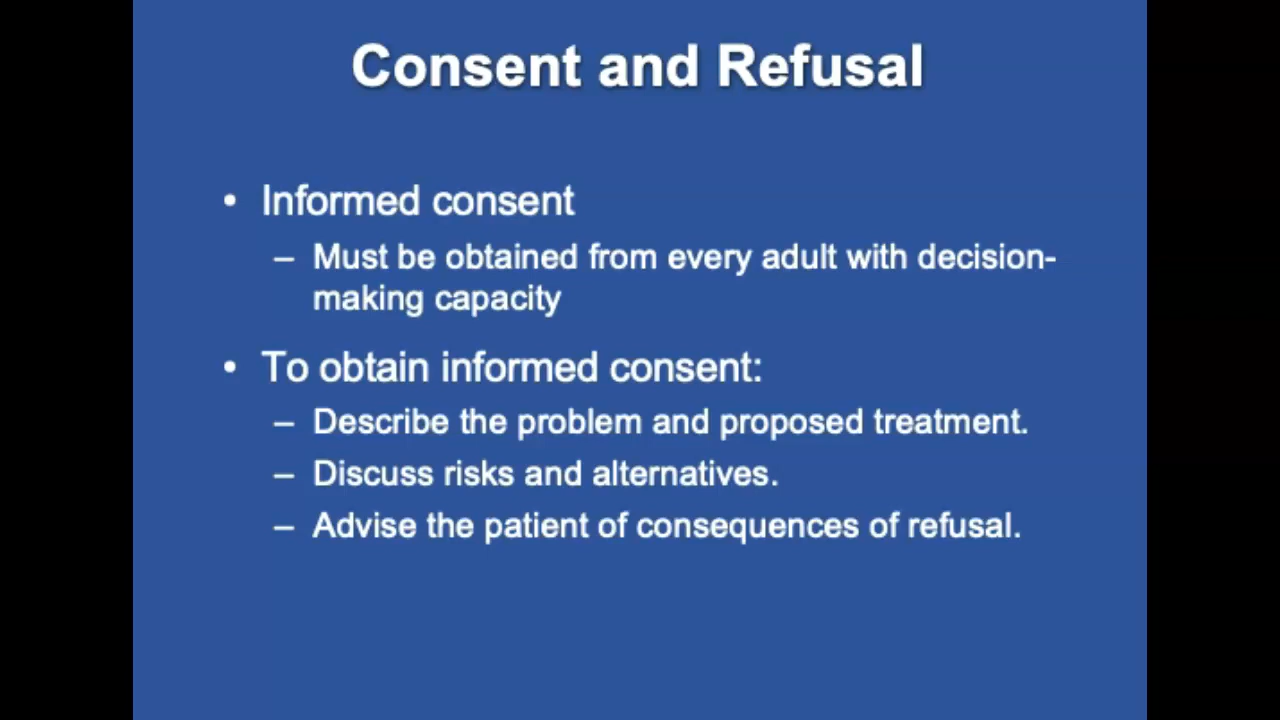 Consent and Refusal
• Informed consent
– Must be obtained from every adult with decision-
making capacity
• To obtain informed consent:
– Describe the problem and proposed treatment.
– Discuss risks and alternatives.
– Advise the patient of consequences of refusal.